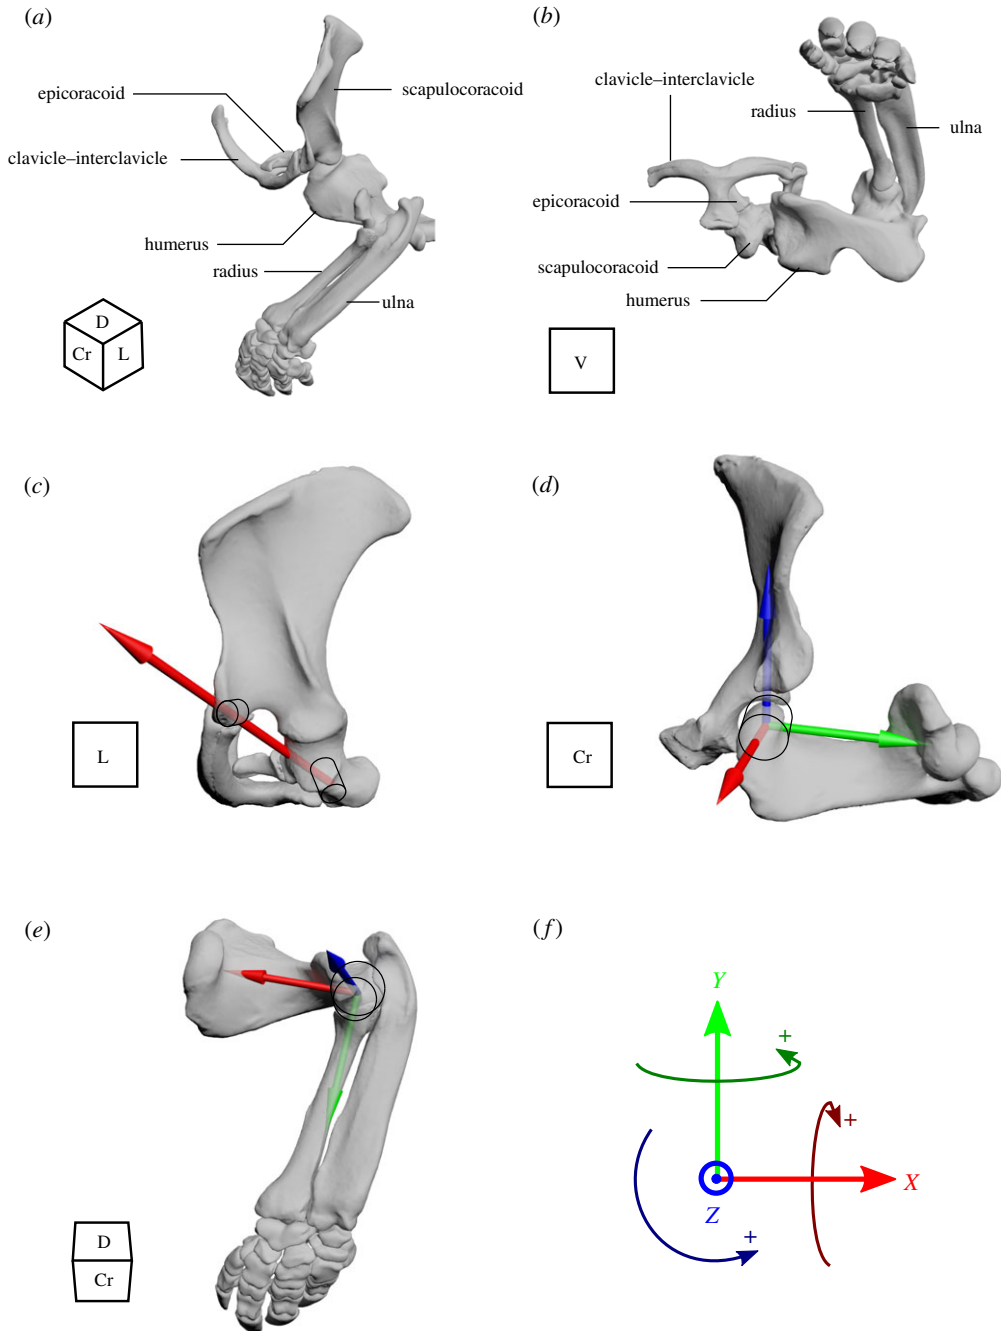 (a)
epicoracoid
scapulocoracoid
clavicle–interclavicle
humerus
radius
ulna
D
Cr
L
(b)
clavicle–interclavicle
radius
ulna
epicoracoid
scapulocoracoid
humerus
V
(c)
L
(d)
Cr
(e)
D
Cr
(f)
Y
+
+
X
Z
+